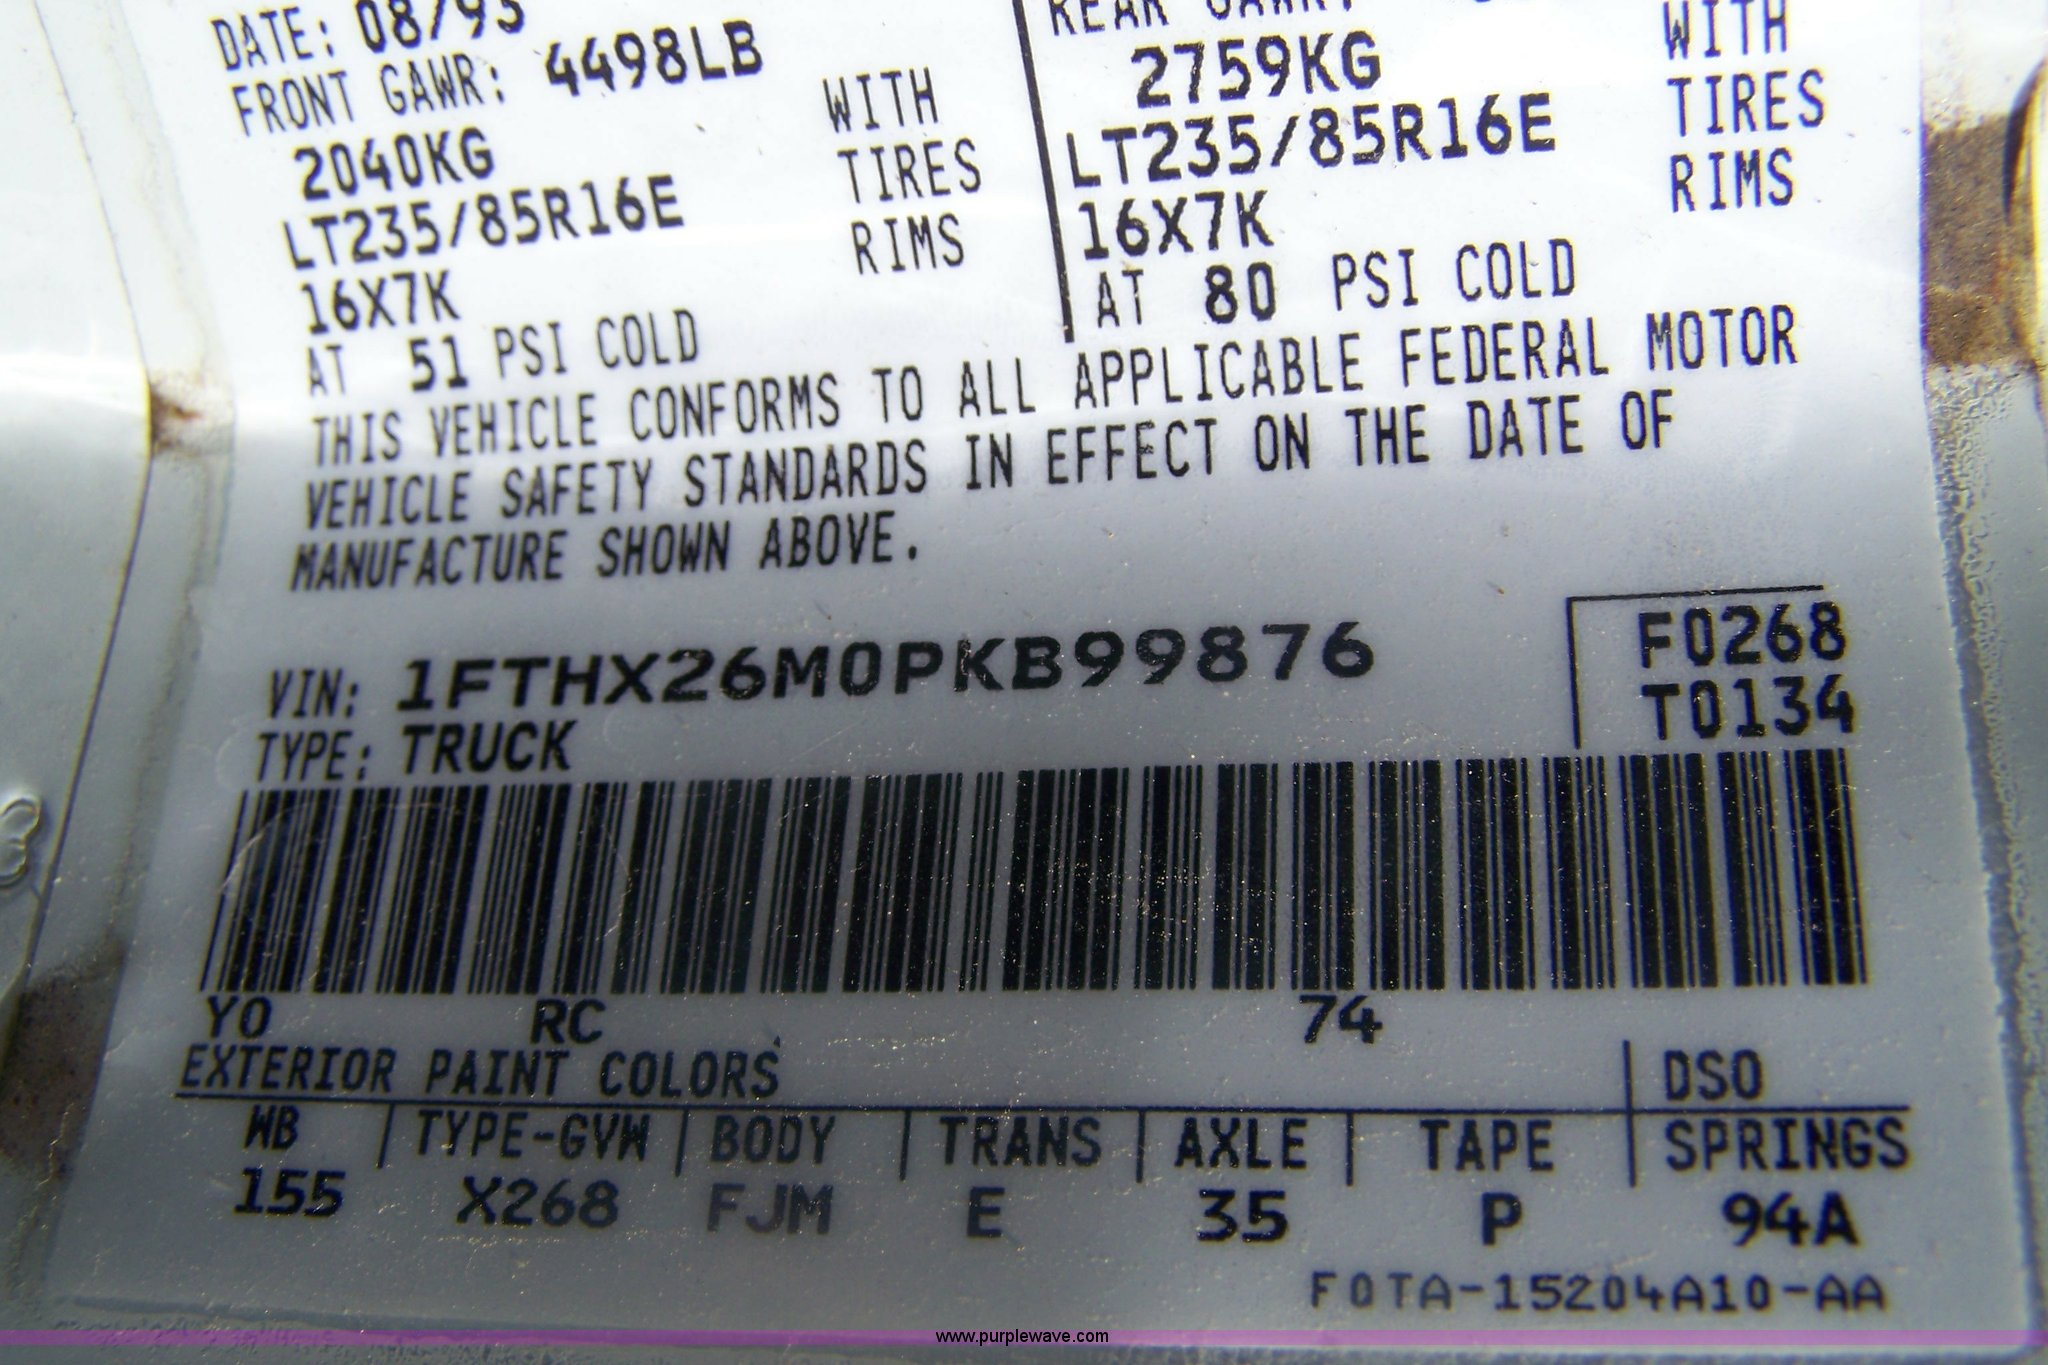 DATE: 08/93
FRONT GAWR: 4498LB
2040KG WITH
LT235/85R16E TIRES
16X7K RIMS
AT 51 PSI COLD
REAR GAWR:
2759KG WITH
LT235/85R16E TIRES
16X7K RIMS
AT 80 PSI COLD
THIS VEHICLE CONFORMS TO ALL APPLICABLE FEDERAL MOTOR
VEHICLE SAFETY STANDARDS IN EFFECT ON THE DATE OF
MANUFACTURE SHOWN ABOVE.
VIN: 1FTHX26M0PKB99876
F0268
T0134
TYPE: TRUCK
YO RC 74
EXTERIOR PAINT COLORS DSO
WB | TYPE-GVW | BODY | TRANS | AXLE | TAPE | SPRINGS
155 X268 FJM E 35 P 94A
F0TA-15204A10-AA
www.purplewave.com